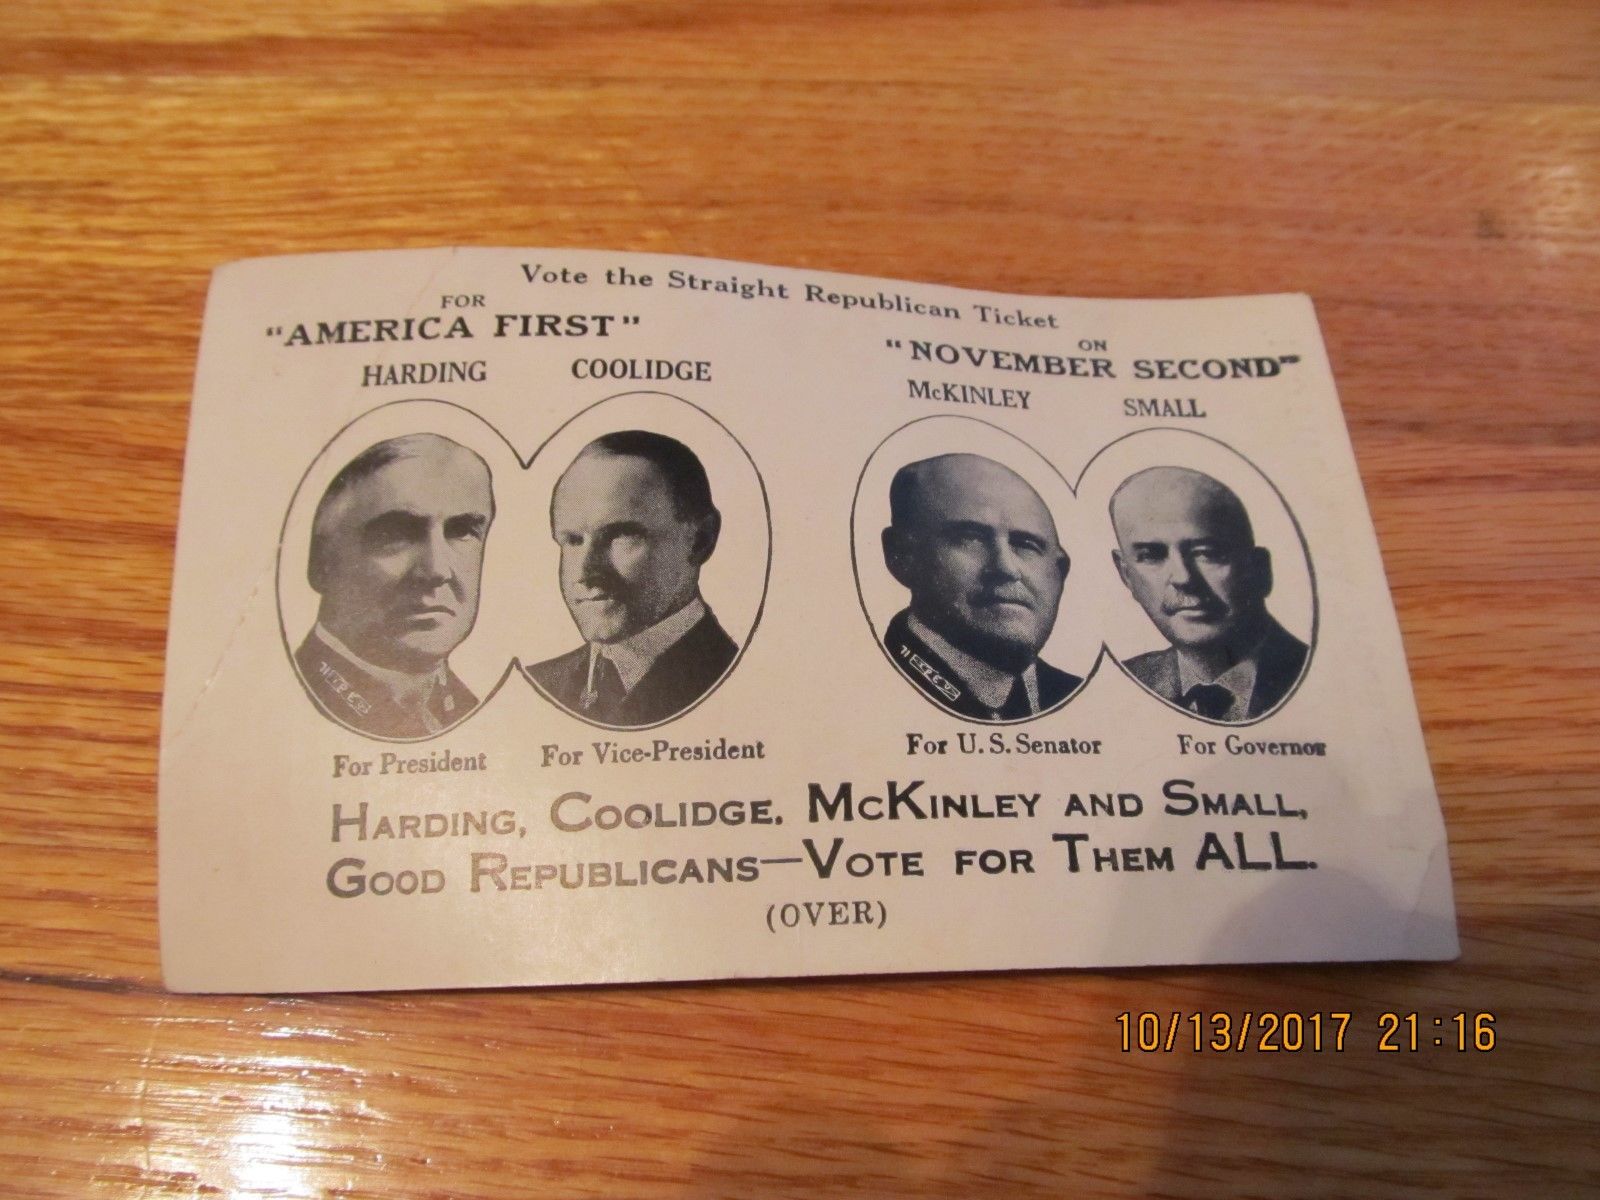 Vote the Straight Republican Ticket
FOR
"AMERICA FIRST"
HARDING COOLIDGE
ON
"NOVEMBER SECOND"
McKINLEY SMALL
For President For Vice-President For U. S. Senator For Governor
HARDING, COOLIDGE, McKINLEY AND SMALL,
GOOD REPUBLICANS—VOTE FOR THEM ALL.
(OVER)
10/13/2017 21:16